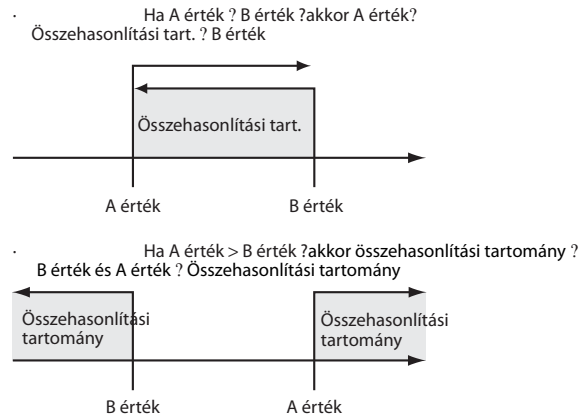 · Ha A érték ? B érték ?akkor A érték?
Összehasonlítási tart. ? B érték
Összehasonlítási tart.
A érték B érték
· Ha A érték > B érték ?akkor összehasonlítási tartomány ?
B érték és A érték ? Összehasonlítási tartomány
Összehasonlítási
tartomány
Összehasonlítási
tartomány
B érték A érték